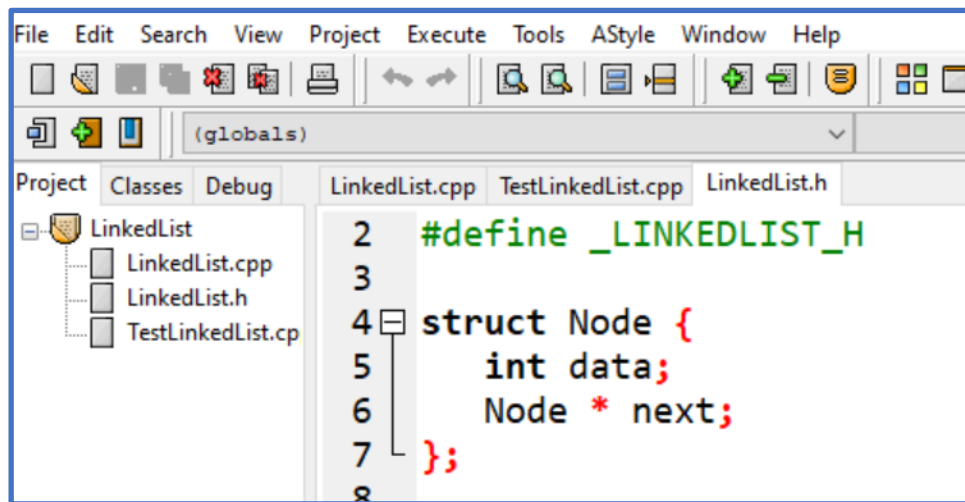 File Edit Search View Project Execute Tools AStyle Window Help
(globals)
Project Classes Debug
LinkedList.cpp TestLinkedList.cpp LinkedList.h
LinkedList
LinkedList.cpp
LinkedList.h
TestLinkedList.cp
2 #define _LINKEDLIST_H
3
4 struct Node {
5 int data;
6 Node * next;
7 };
8